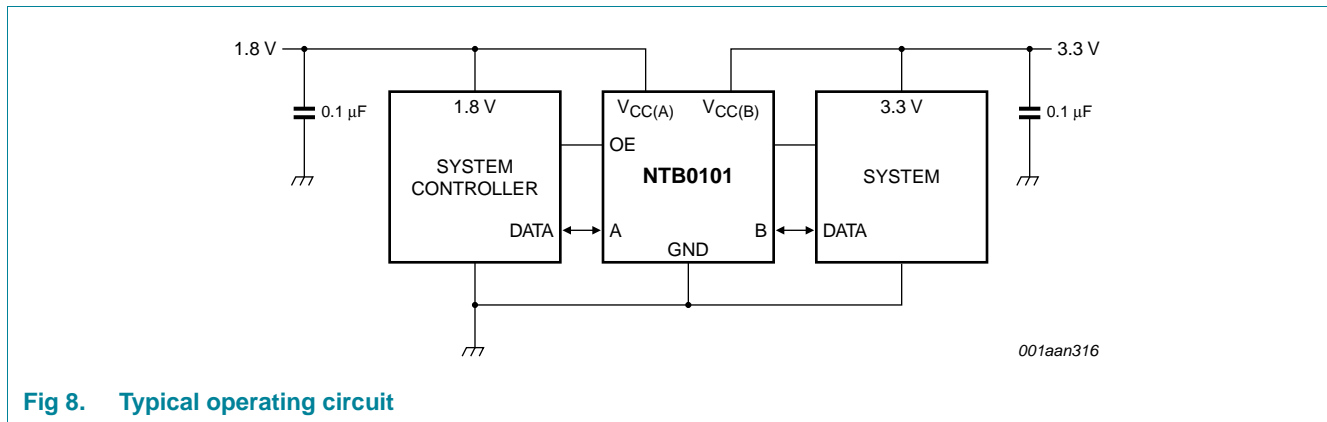 1.8 V
3.3 V
0.1 μF
1.8 V
VCC(A)
VCC(B)
3.3 V
0.1 μF
OE
SYSTEM
CONTROLLER
NTB0101
SYSTEM
DATA
A
B
DATA
GND
001aan316
Fig 8. Typical operating circuit